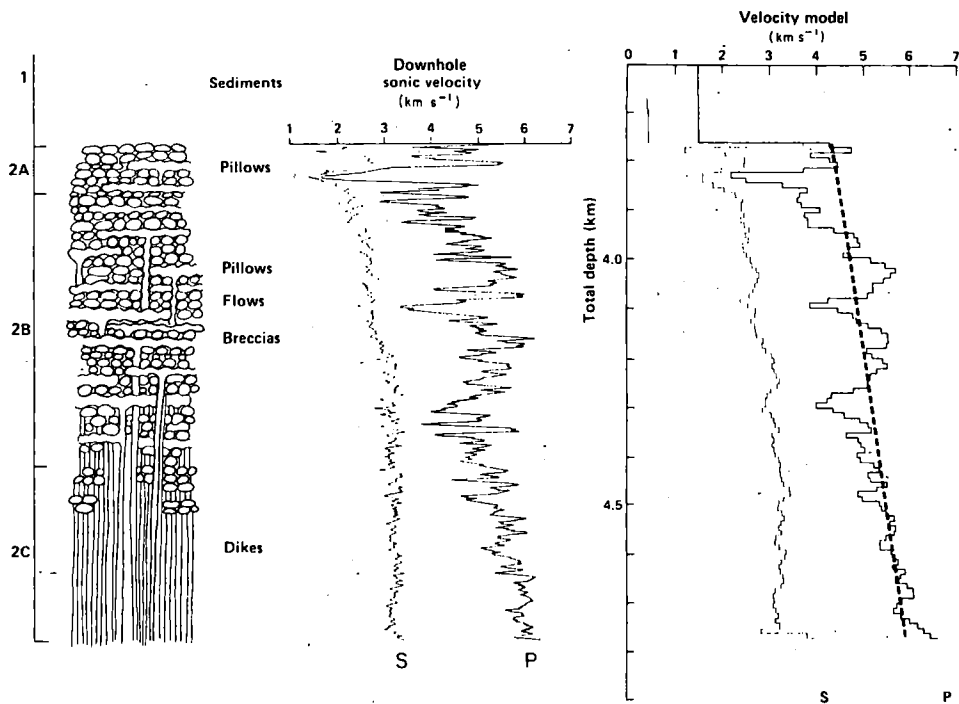 Velocity model
(km s⁻¹)
0 1 2 3 4 5 6 7
1
Sediments
Downhole
sonic velocity
(km s⁻¹)
1 2 3 4 5 6 7
2A
Pillows
Pillows
Flows
2B
Breccias
2C
Dikes
S P
Total depth (km)
4.0
4.5
S P